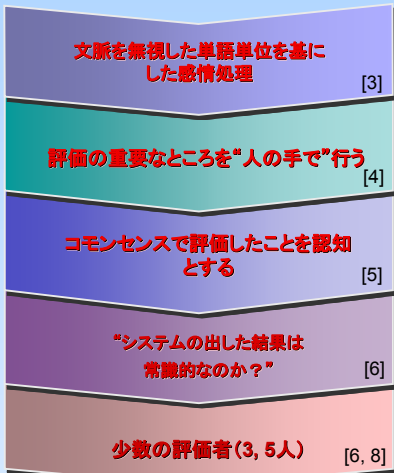 文脈を無視した単語単位を基に
した感情処理
[3]
評価の重要なところを“人の手で”行う
[4]
コモンセンスで評価したことを認知
とする
[5]
“システムの出した結果は
常識的なのか？”
[6]
少数の評価者（3, 5人）
[6, 8]